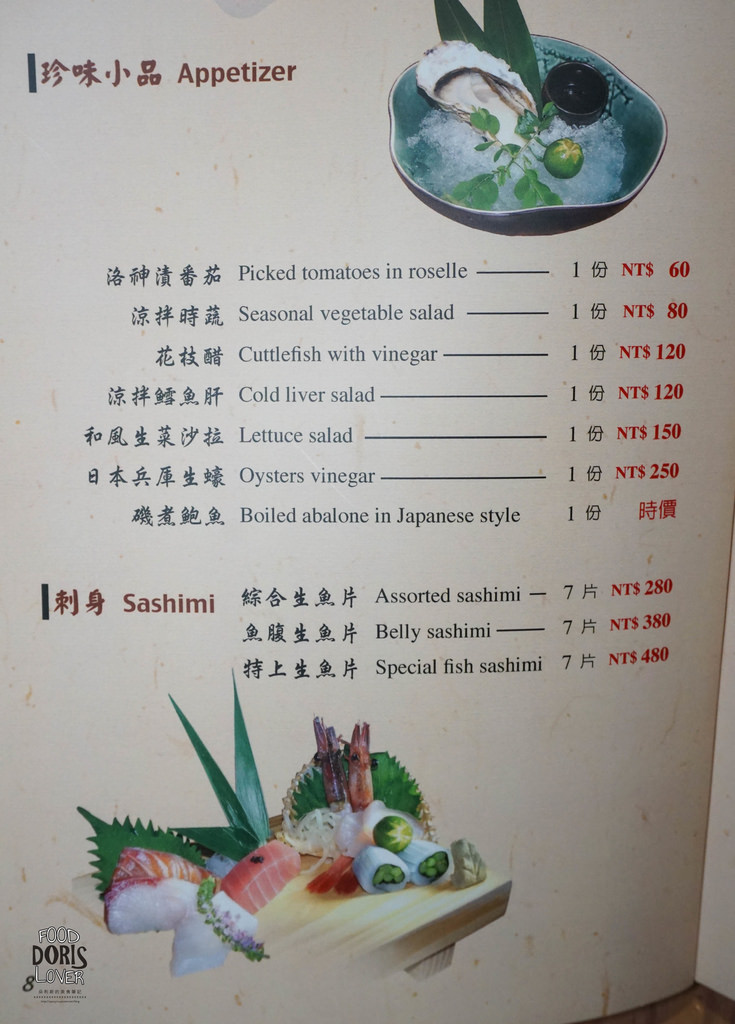 珍味小品 Appetizer
洛神漬番茄 Picked tomatoes in roselle 1 份 NT$ 60
涼拌時蔬 Seasonal vegetable salad 1 份 NT$ 80
花枝醋 Cuttlefish with vinegar 1 份 NT$ 120
涼拌鱈魚肝 Cold liver salad 1 份 NT$ 120
和風生菜沙拉 Lettuce salad 1 份 NT$ 150
日本兵庫生蠔 Oysters vinegar 1 份 NT$ 250
磯煮鮑魚 Boiled abalone in Japanese style 1 份 時價
刺身 Sashimi 綜合生魚片 Assorted sashimi 7 片 NT$ 280
魚腹生魚片 Belly sashimi 7 片 NT$ 380
特上生魚片 Special fish sashimi 7 片 NT$ 480
FOOD
DORIS
LOVER
8